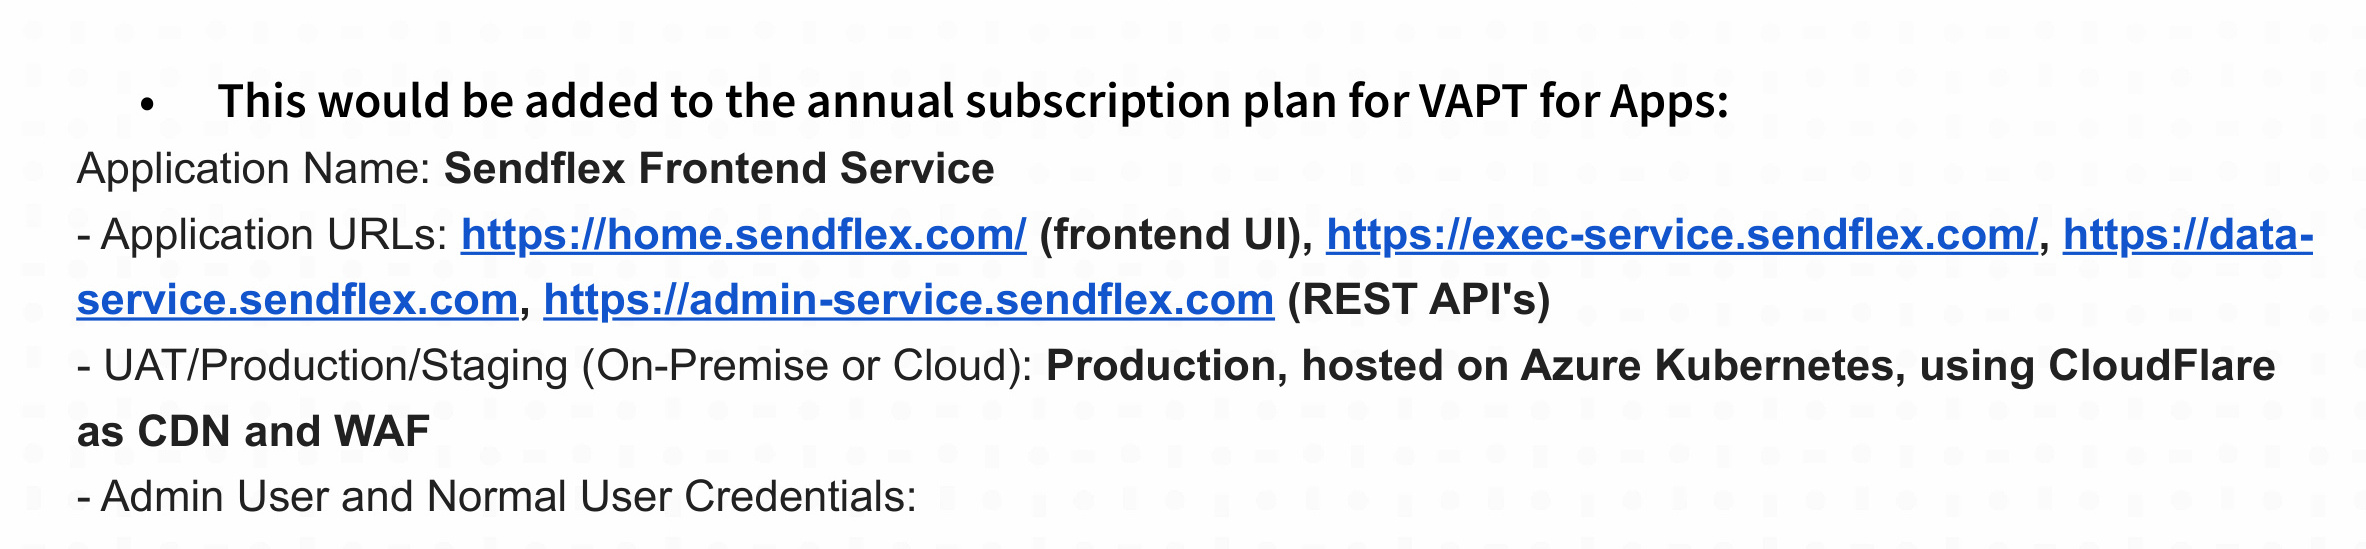 • This would be added to the annual subscription plan for VAPT for Apps:
Application Name: Sendflex Frontend Service
- Application URLs: https://home.sendflex.com/ (frontend UI), https://exec-service.sendflex.com/, https://data-
service.sendflex.com, https://admin-service.sendflex.com (REST API's)
- UAT/Production/Staging (On-Premise or Cloud): Production, hosted on Azure Kubernetes, using CloudFlare
as CDN and WAF
- Admin User and Normal User Credentials: